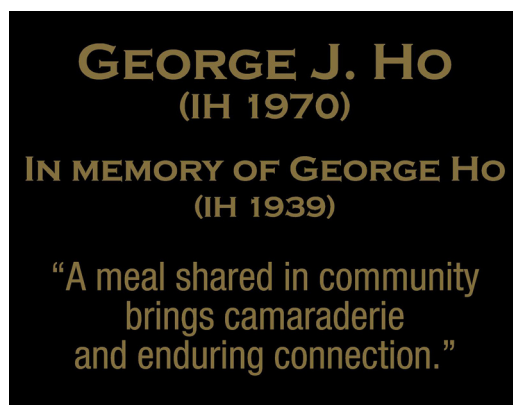 George J. Ho
(IH 1970)
In memory of George Ho
(IH 1939)
“A meal shared in community
brings camaraderie
and enduring connection.”